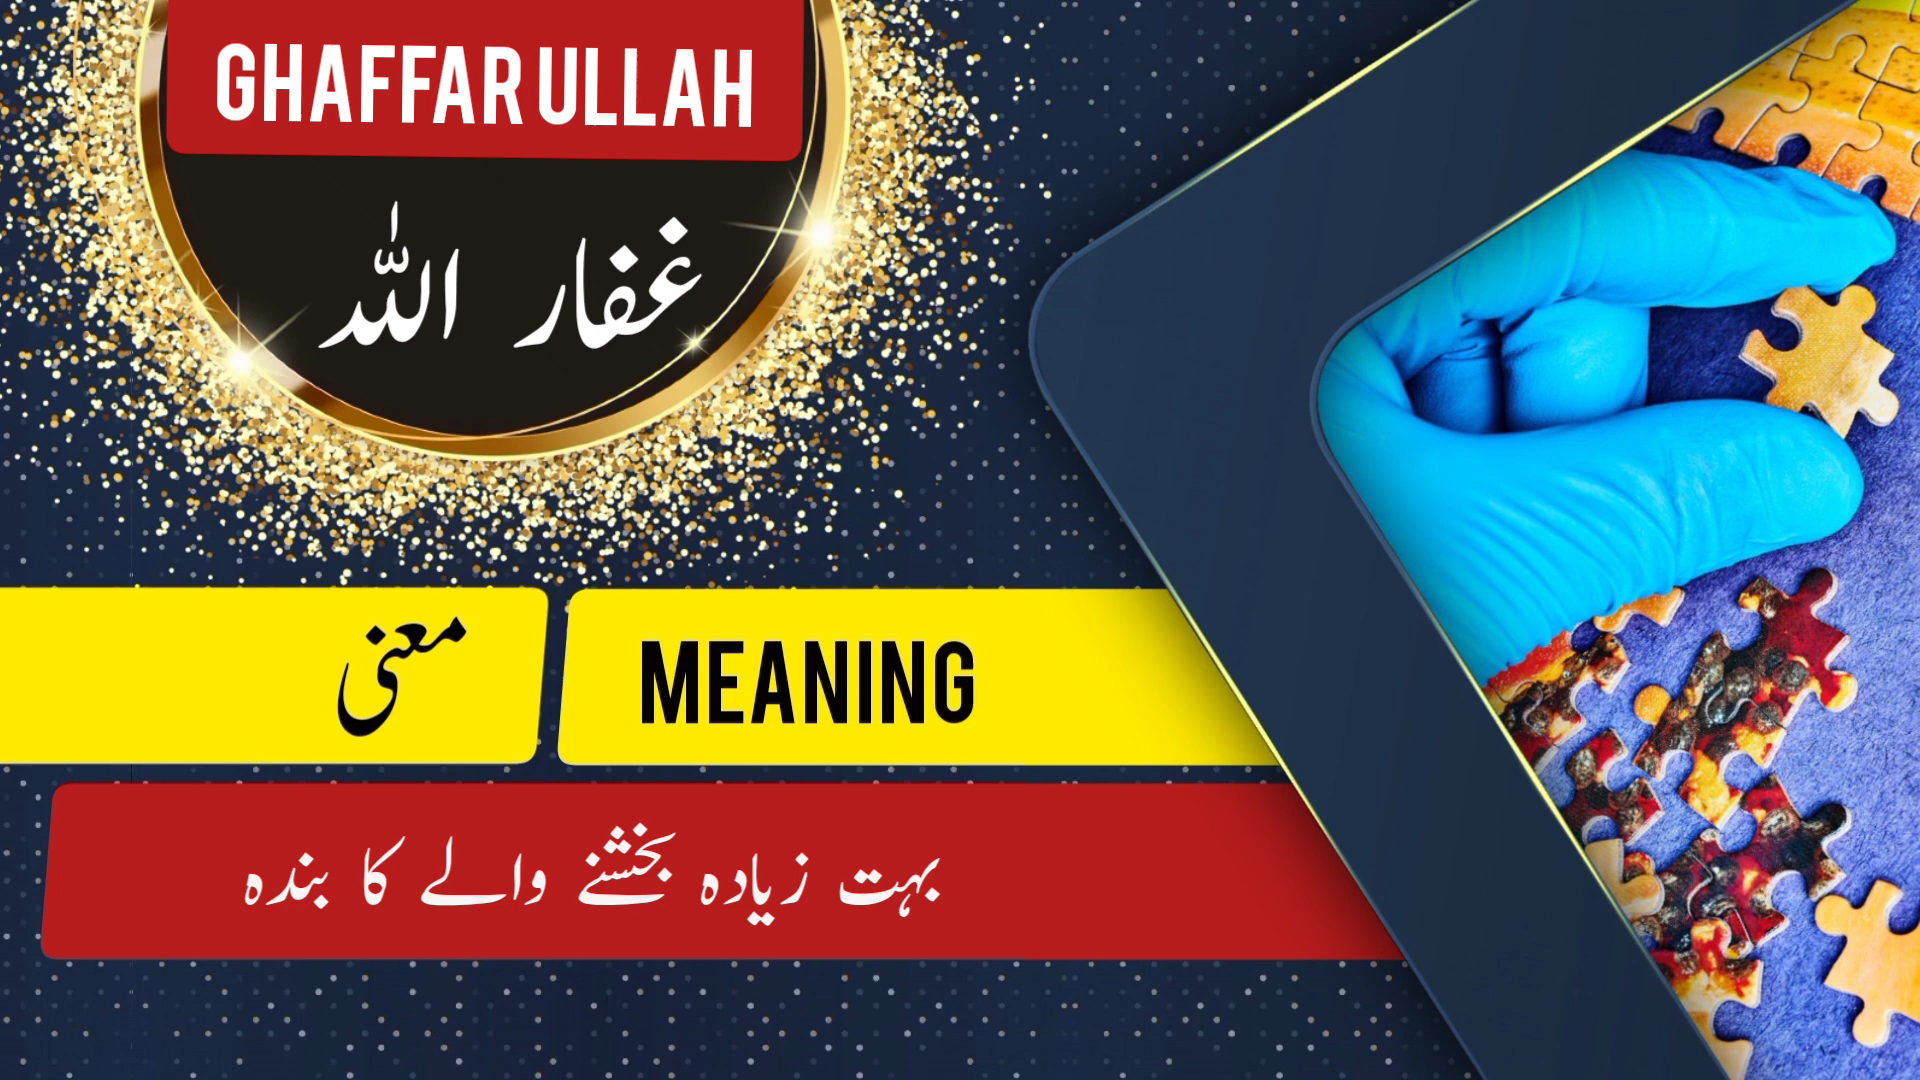 GHAFFAR ULLAH
غفار اللہ
معنی
MEANING
بہت زیادہ بخشنے والے کا بندہ